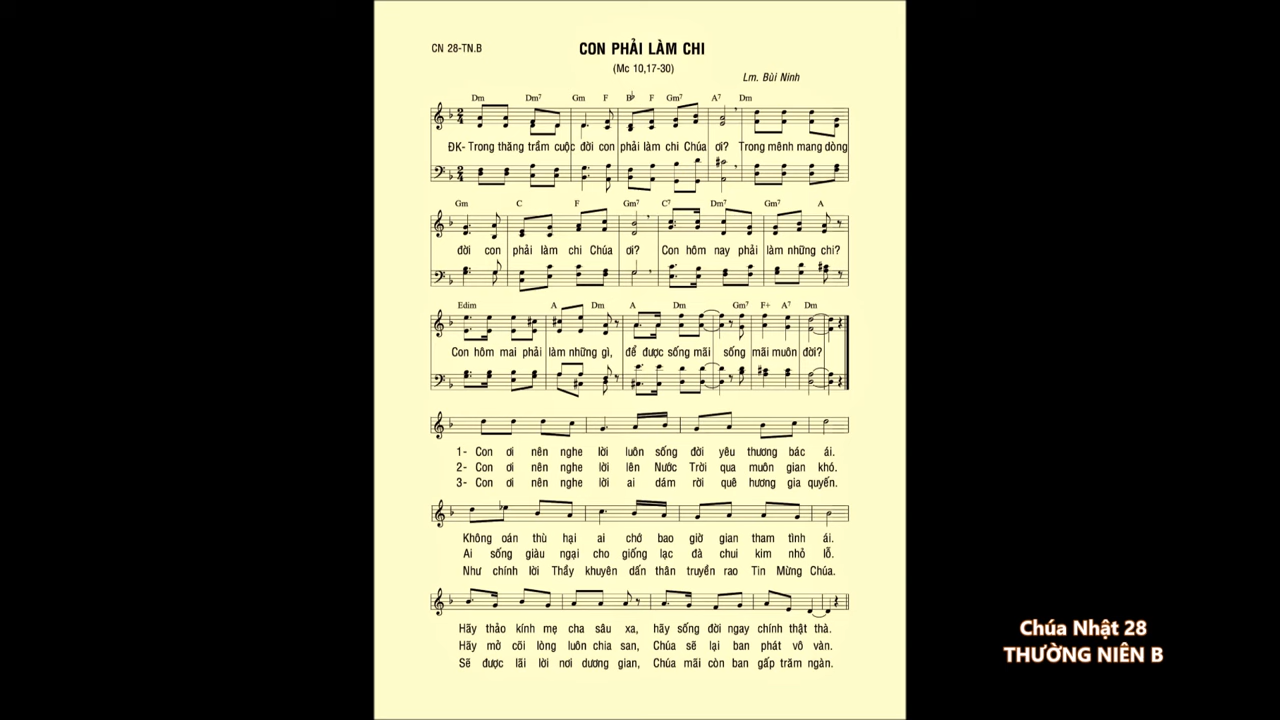 CN 28-TN.B
CON PHẢI LÀM CHI
(Mc 10,17-30)
Lm. Bùi Ninh
Dm Dm7 Gm F Bb F Gm7 A7 Dm
ĐK- Trong thăng trầm cuộc đời con phải làm chi Chúa ơi? Trong mênh mang dòng
Gm C F Gm7 C7 Dm7 Gm7 A
đời con phải làm chi Chúa ơi? Con hôm nay phải làm những chi?
Edim A Dm A Dm Gm7 F+ A7 Dm
Con hôm mai phải làm những gì, để được sống mãi sống mãi muôn đời?
1- Con ơi nên nghe lời luôn sống đời yêu thương bác ái.
2- Con ơi nên nghe lời lên Nước Trời qua muôn gian khó.
3- Con ơi nên nghe lời ai dám rời quê hương gia quyến.
Không oán thù hại ai chớ bao giờ gian tham tình ái.
Ai sống giàu ngại cho giống lạc đà chui kim nhỏ lỗ.
Như chính lời Thầy khuyên dấn thân truyền rao Tin Mừng Chúa.
Hãy thảo kính mẹ cha sâu xa, hãy sống đời ngay chính thật thà.
Hãy mở cõi lòng luôn chia san, Chúa sẽ lại ban phát vô vàn.
Sẽ được lãi lời nơi dương gian, Chúa mãi còn ban gấp trăm ngàn.
Chúa Nhật 28
THƯỜNG NIÊN B